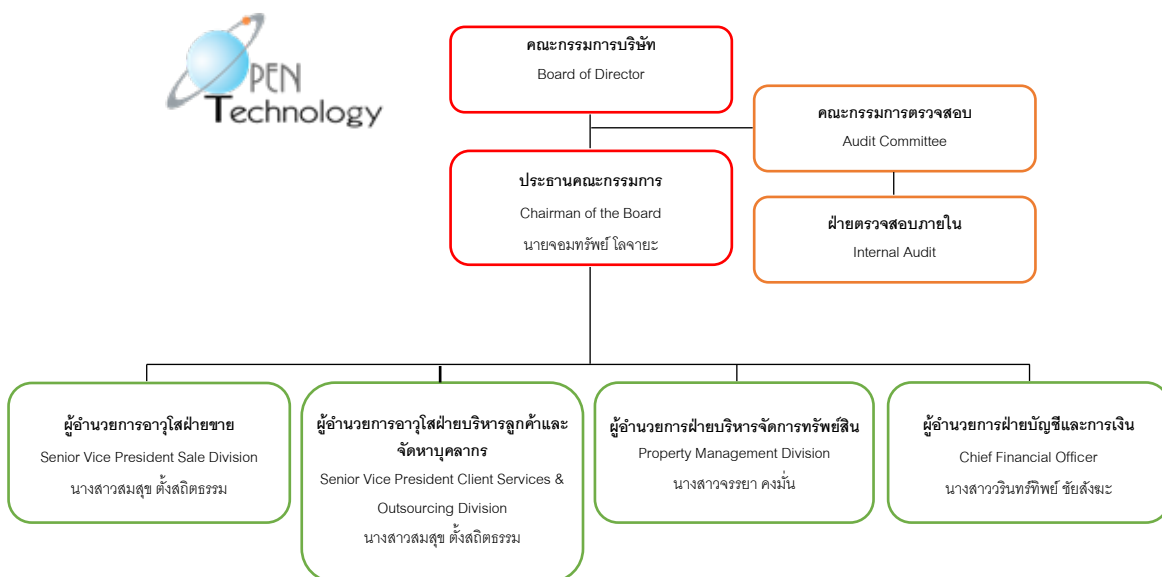 OPEN
Technology
คณะกรรมการบริษัท
Board of Director
คณะกรรมการตรวจสอบ
Audit Committee
ประธานคณะกรรมการ
Chairman of the Board
นายจอมทรัพย์ โลจายะ
ฝ่ายตรวจสอบภายใน
Internal Audit
ผู้อำนวยการอาวุโสฝ่ายขาย
Senior Vice President Sale Division
นางสาวสมสุข ตั้งสถิตธรรม
ผู้อำนวยการอาวุโสฝ่ายบริหารลูกค้าและ
จัดหาบุคลากร
Senior Vice President Client Services &
Outsourcing Division
นางสาวสมสุข ตั้งสถิตธรรม
ผู้อำนวยการฝ่ายบริหารจัดการทรัพย์สิน
Property Management Division
นางสาวจรรยา คงมั่น
ผู้อำนวยการฝ่ายบัญชีและการเงิน
Chief Financial Officer
นางสาววรินทร์ทิพย์ ชัยสังฆะ